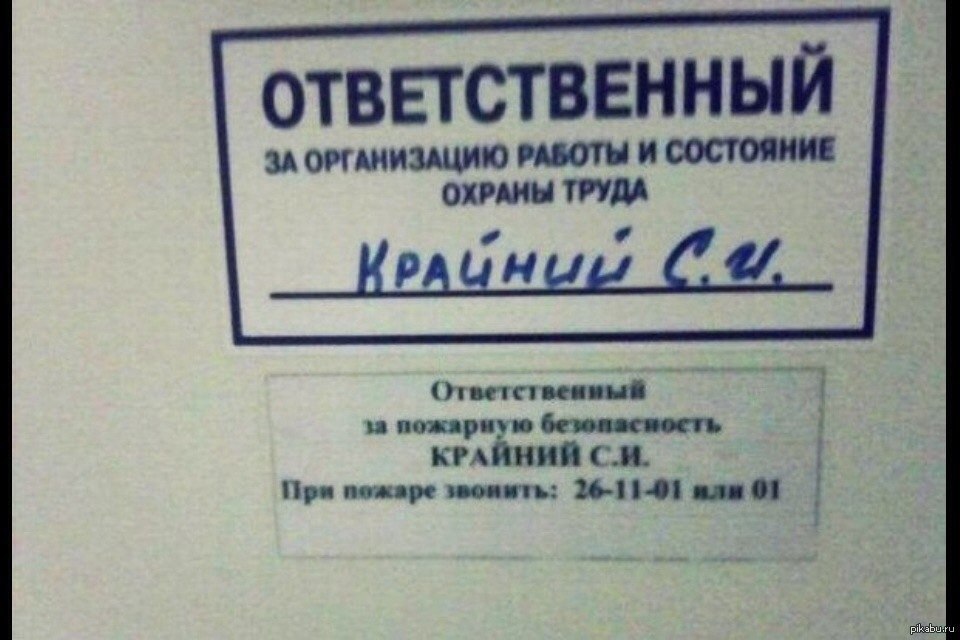 ОТВЕТСТВЕННЫЙ
ЗА ОРГАНИЗАЦИЮ РАБОТЫ И СОСТОЯНИЕ
ОХРАНЫ ТРУДА
Крайний С.И.
Ответственный
за пожарную безопасность
КРАЙНИЙ С.И.
При пожаре звонить: 26-11-01 или 01
pikabu.ru